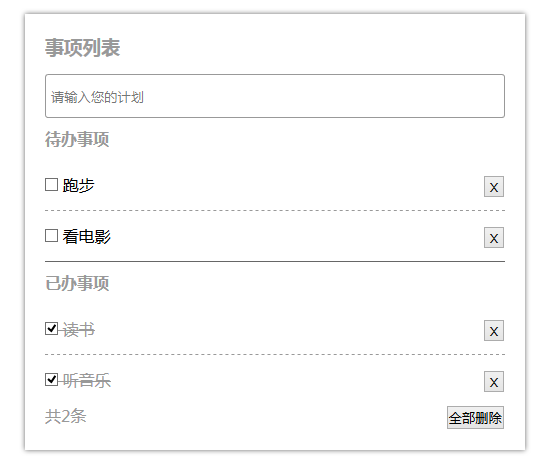 事项列表
请输入您的计划
待办事项
跑步 X
看电影 X
已办事项
读书 X
听音乐 X
共2条 全部删除